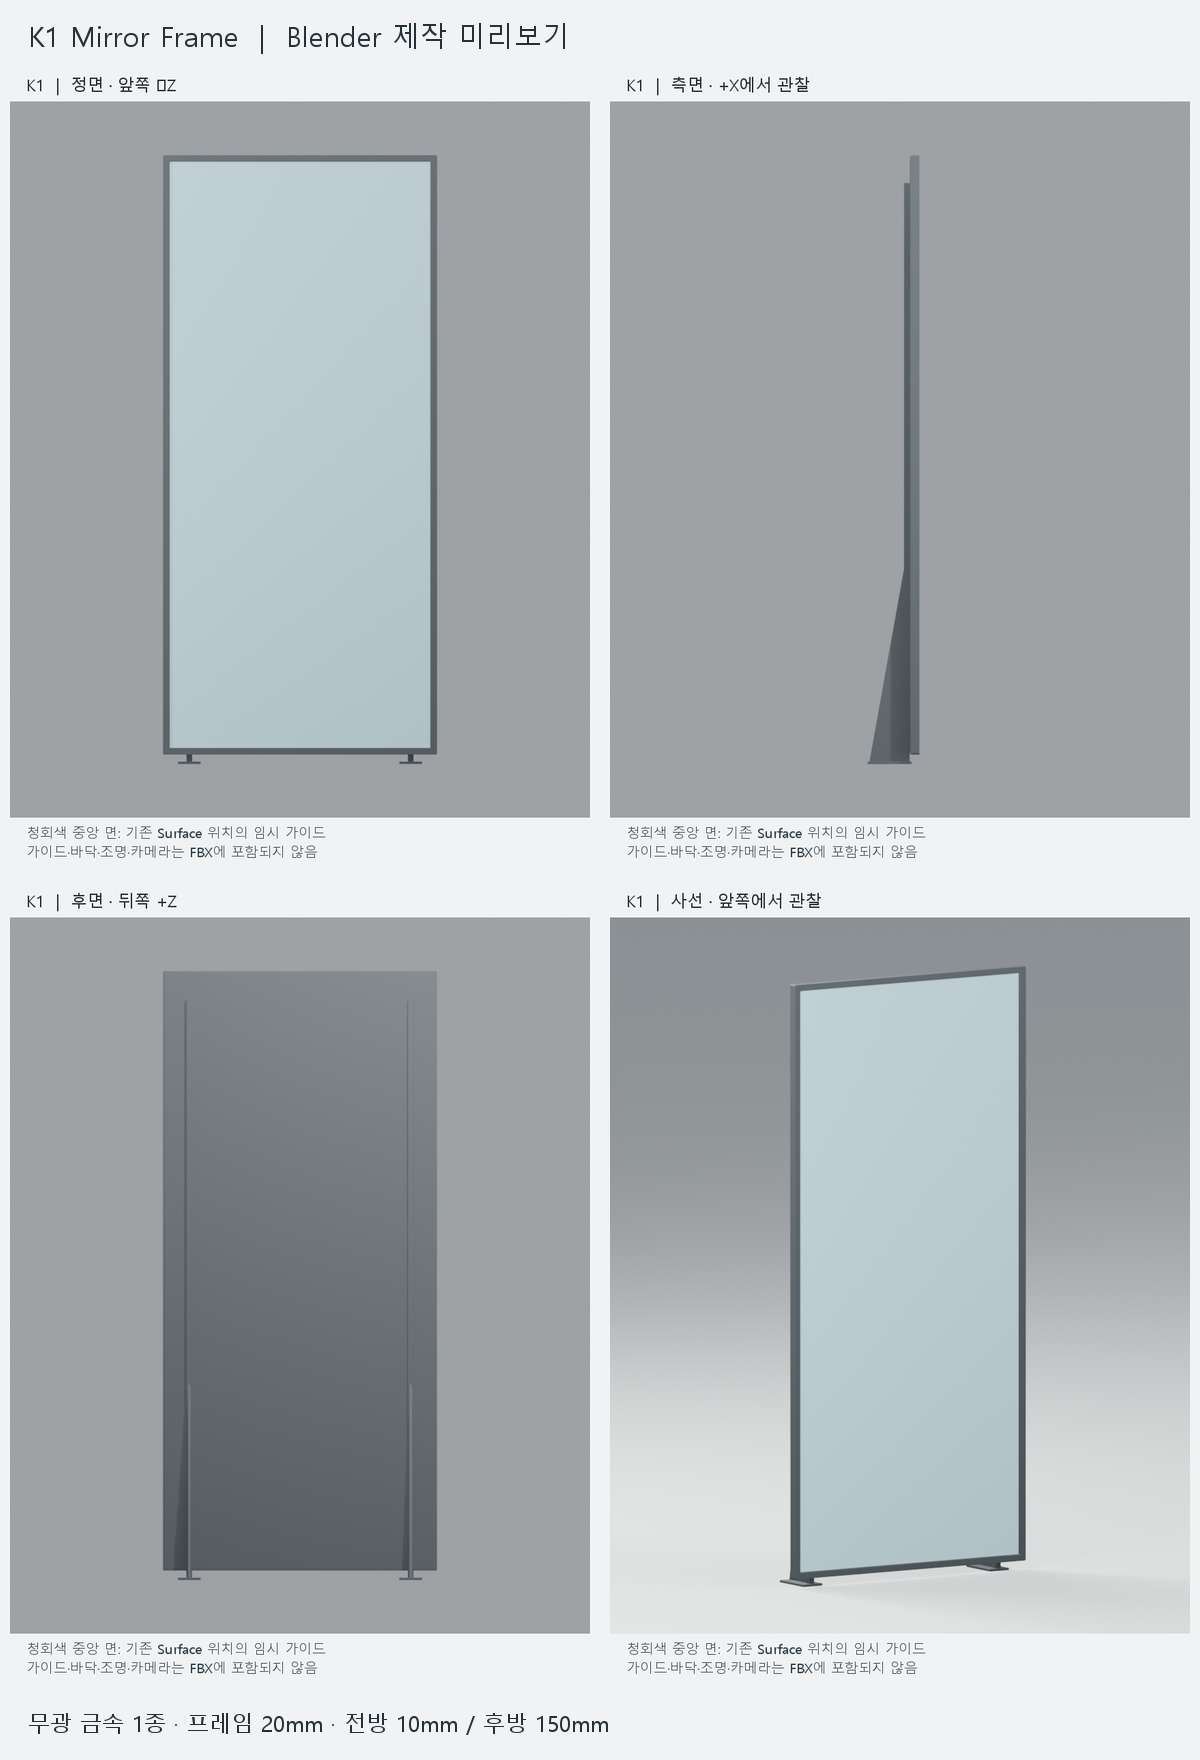 K1 Mirror Frame | Blender 제작 미리보기
K1 | 정면 · 앞쪽 □Z
K1 | 측면 · +X에서 관찰
청회색 중앙 면: 기존 Surface 위치의 임시 가이드
가이드·바닥·조명·카메라는 FBX에 포함되지 않음
청회색 중앙 면: 기존 Surface 위치의 임시 가이드
가이드·바닥·조명·카메라는 FBX에 포함되지 않음
K1 | 후면 · 뒤쪽 +Z
K1 | 사선 · 앞쪽에서 관찰
청회색 중앙 면: 기존 Surface 위치의 임시 가이드
가이드·바닥·조명·카메라는 FBX에 포함되지 않음
청회색 중앙 면: 기존 Surface 위치의 임시 가이드
가이드·바닥·조명·카메라는 FBX에 포함되지 않음
무광 금속 1종 · 프레임 20mm · 전방 10mm / 후방 150mm